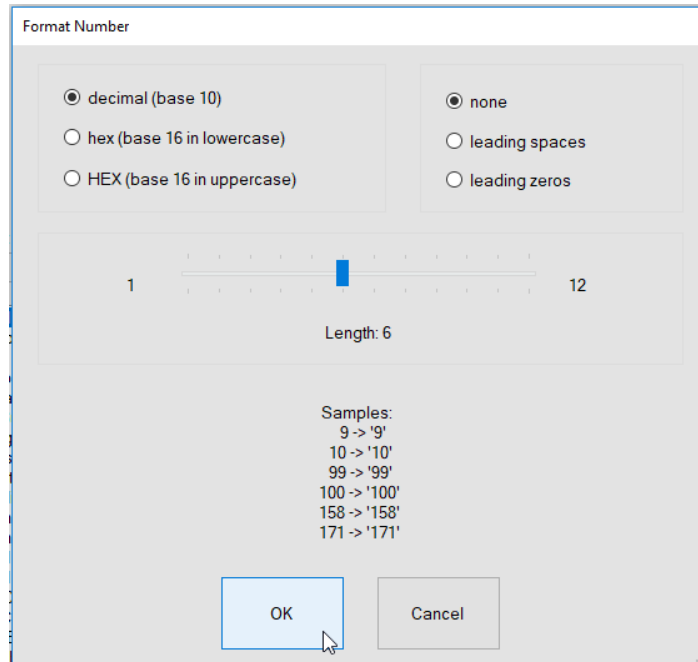 Format Number
decimal (base 10)
hex (base 16 in lowercase)
HEX (base 16 in uppercase)
none
leading spaces
leading zeros
1
12
Length: 6
Samples:
9 -> '9'
10 -> '10'
99 -> '99'
100 -> '100'
158 -> '158'
171 -> '171'
OK
Cancel